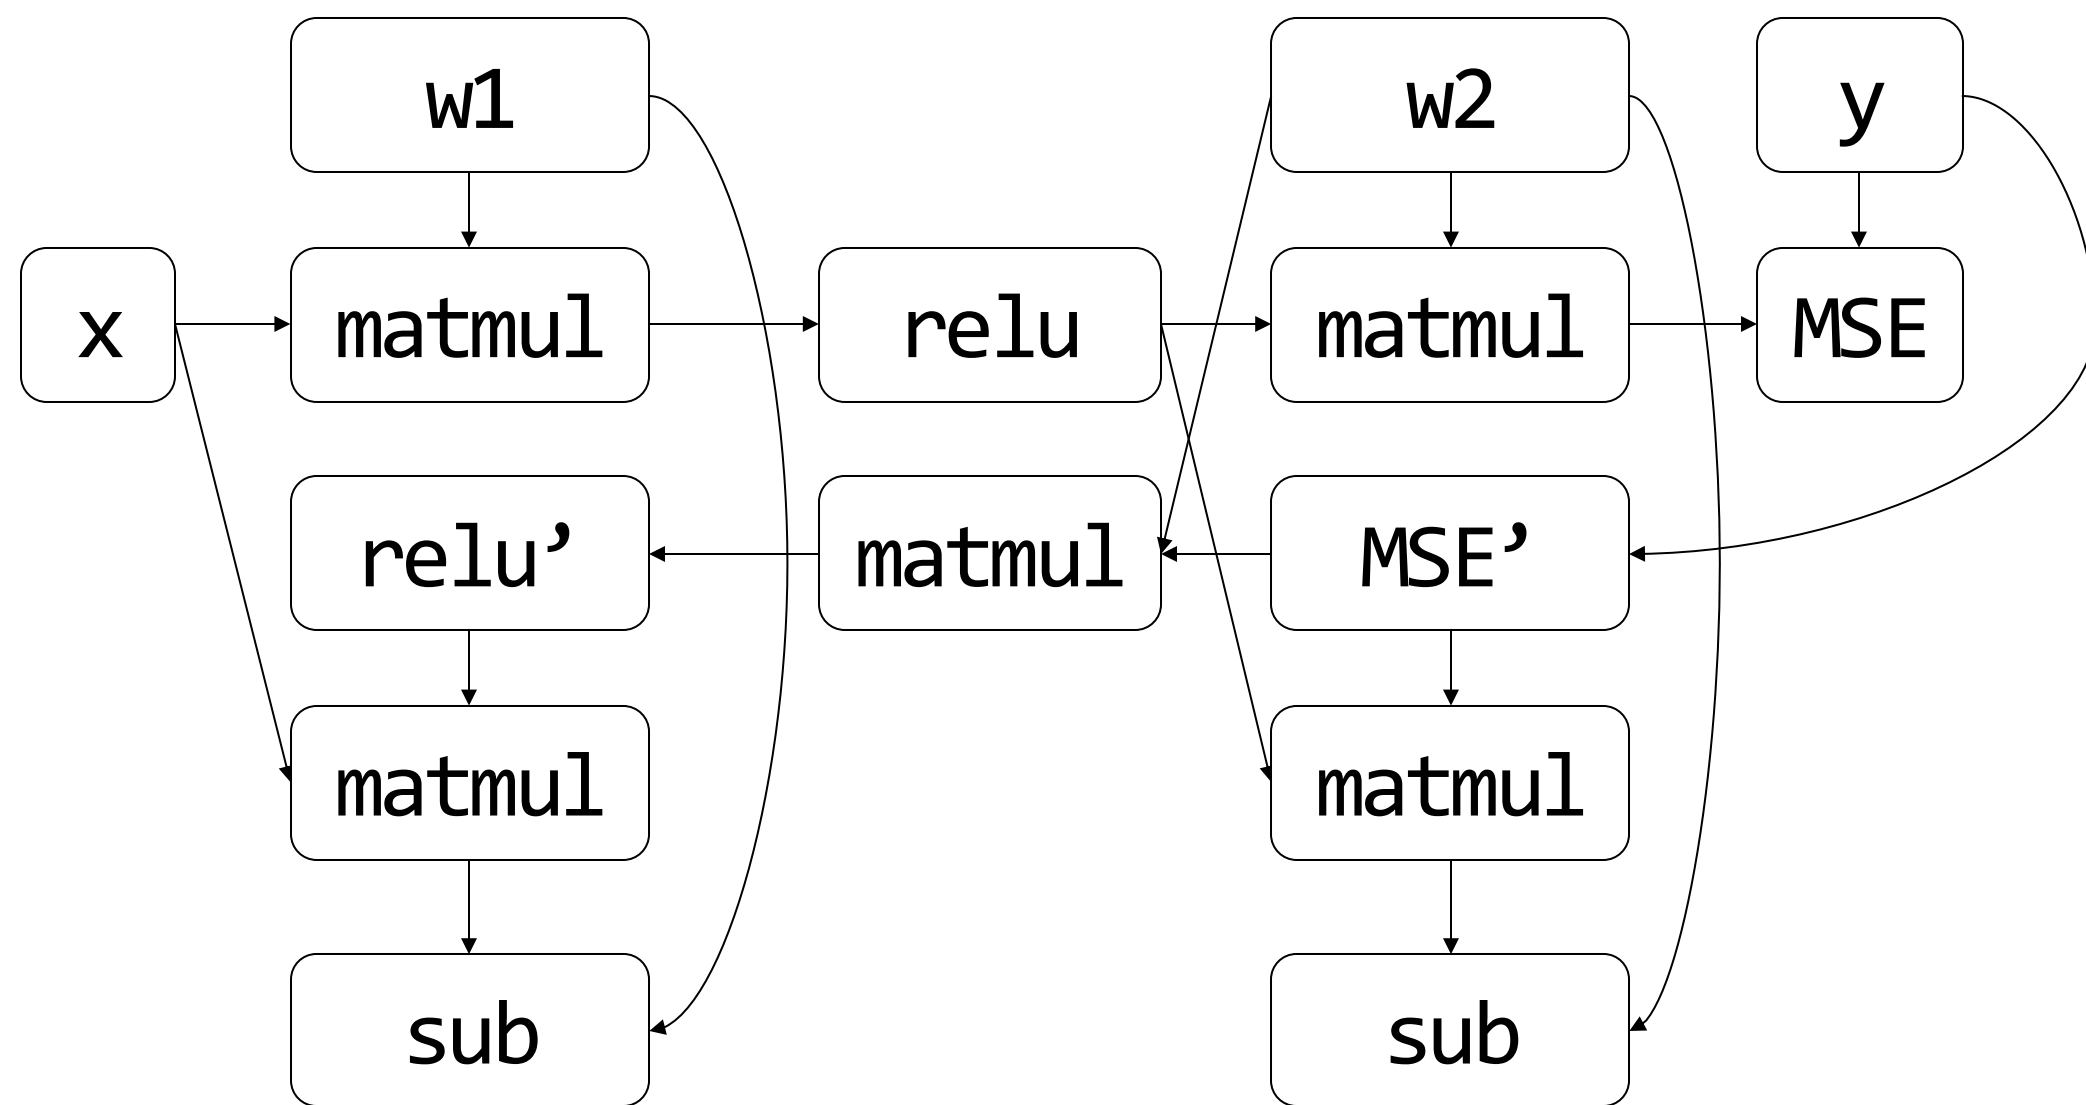 w1
w2
y
x
matmul
relu
matmul
MSE
relu’
matmul
MSE’
matmul
matmul
sub
sub